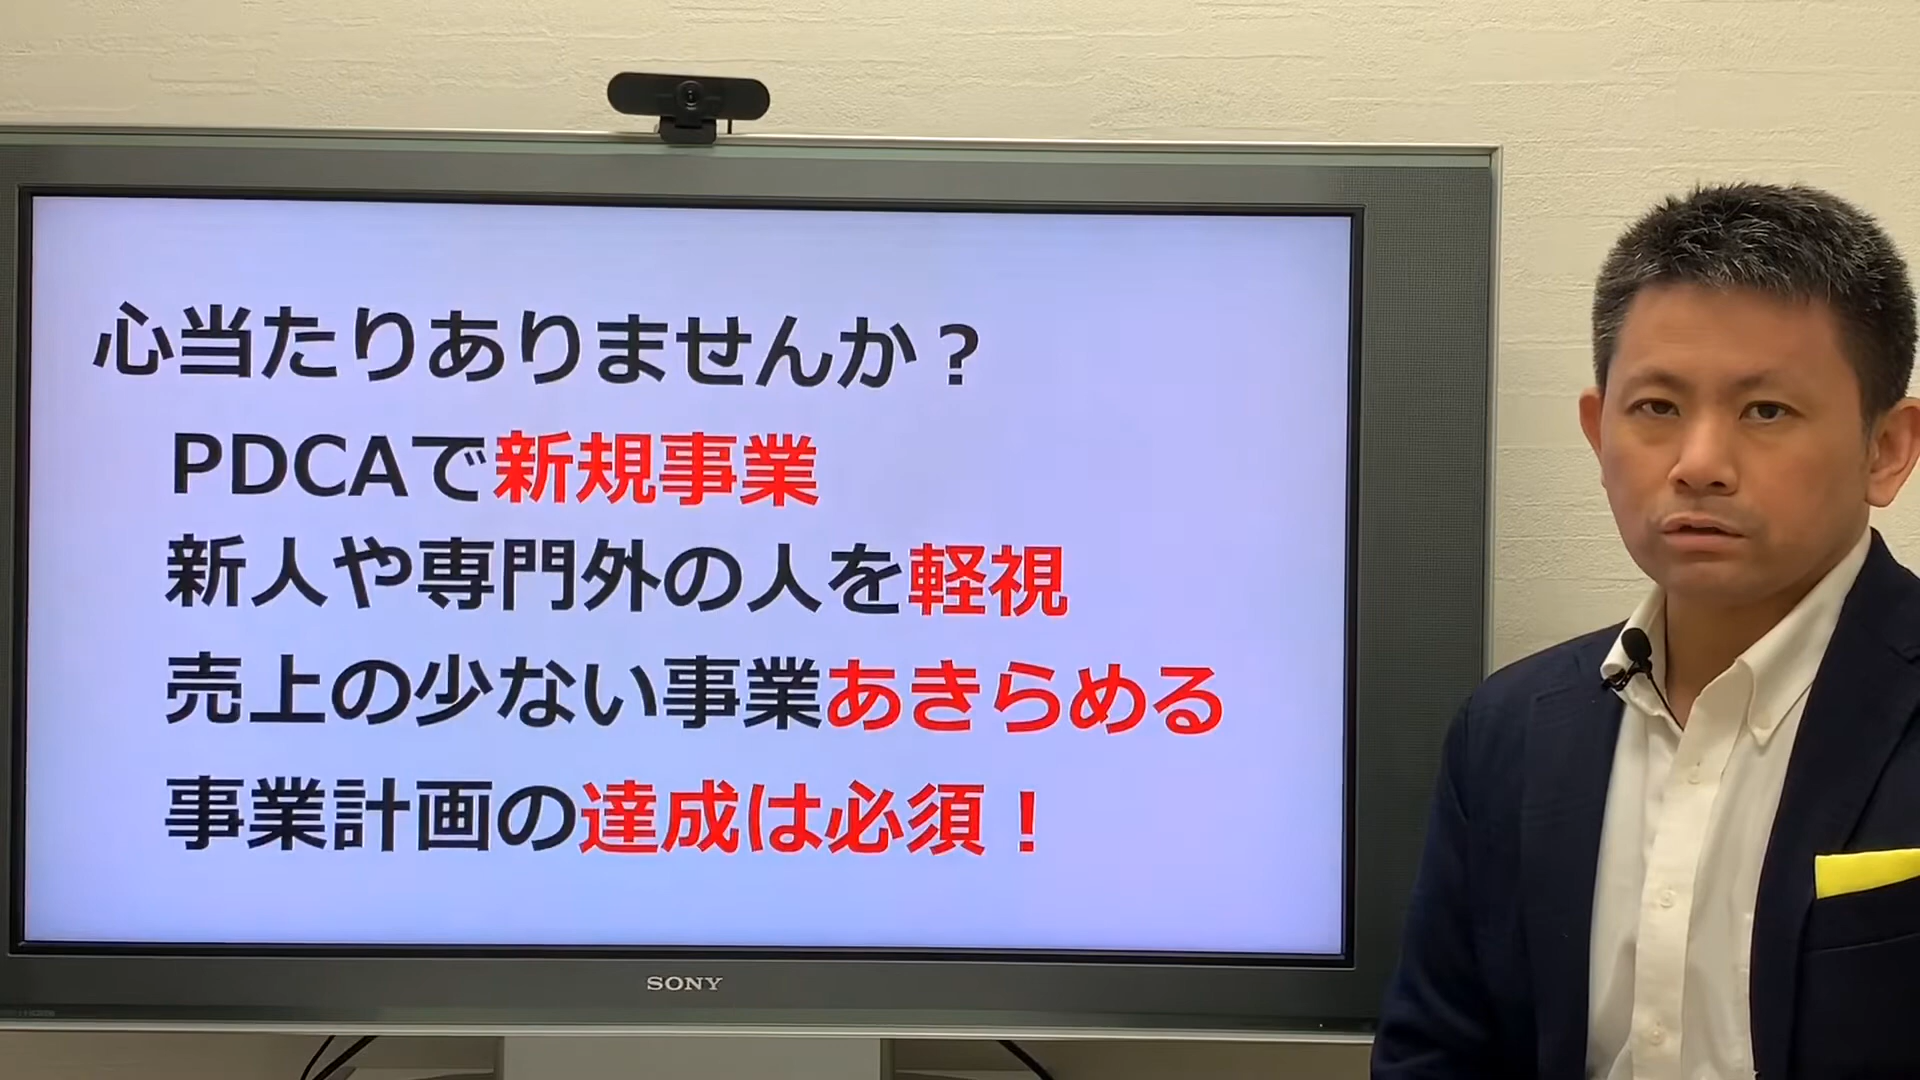 心当たりありませんか？
PDCAで新規事業
新人や専門外の人を軽視
売上の少ない事業あきらめる
事業計画の達成は必須！
SONY